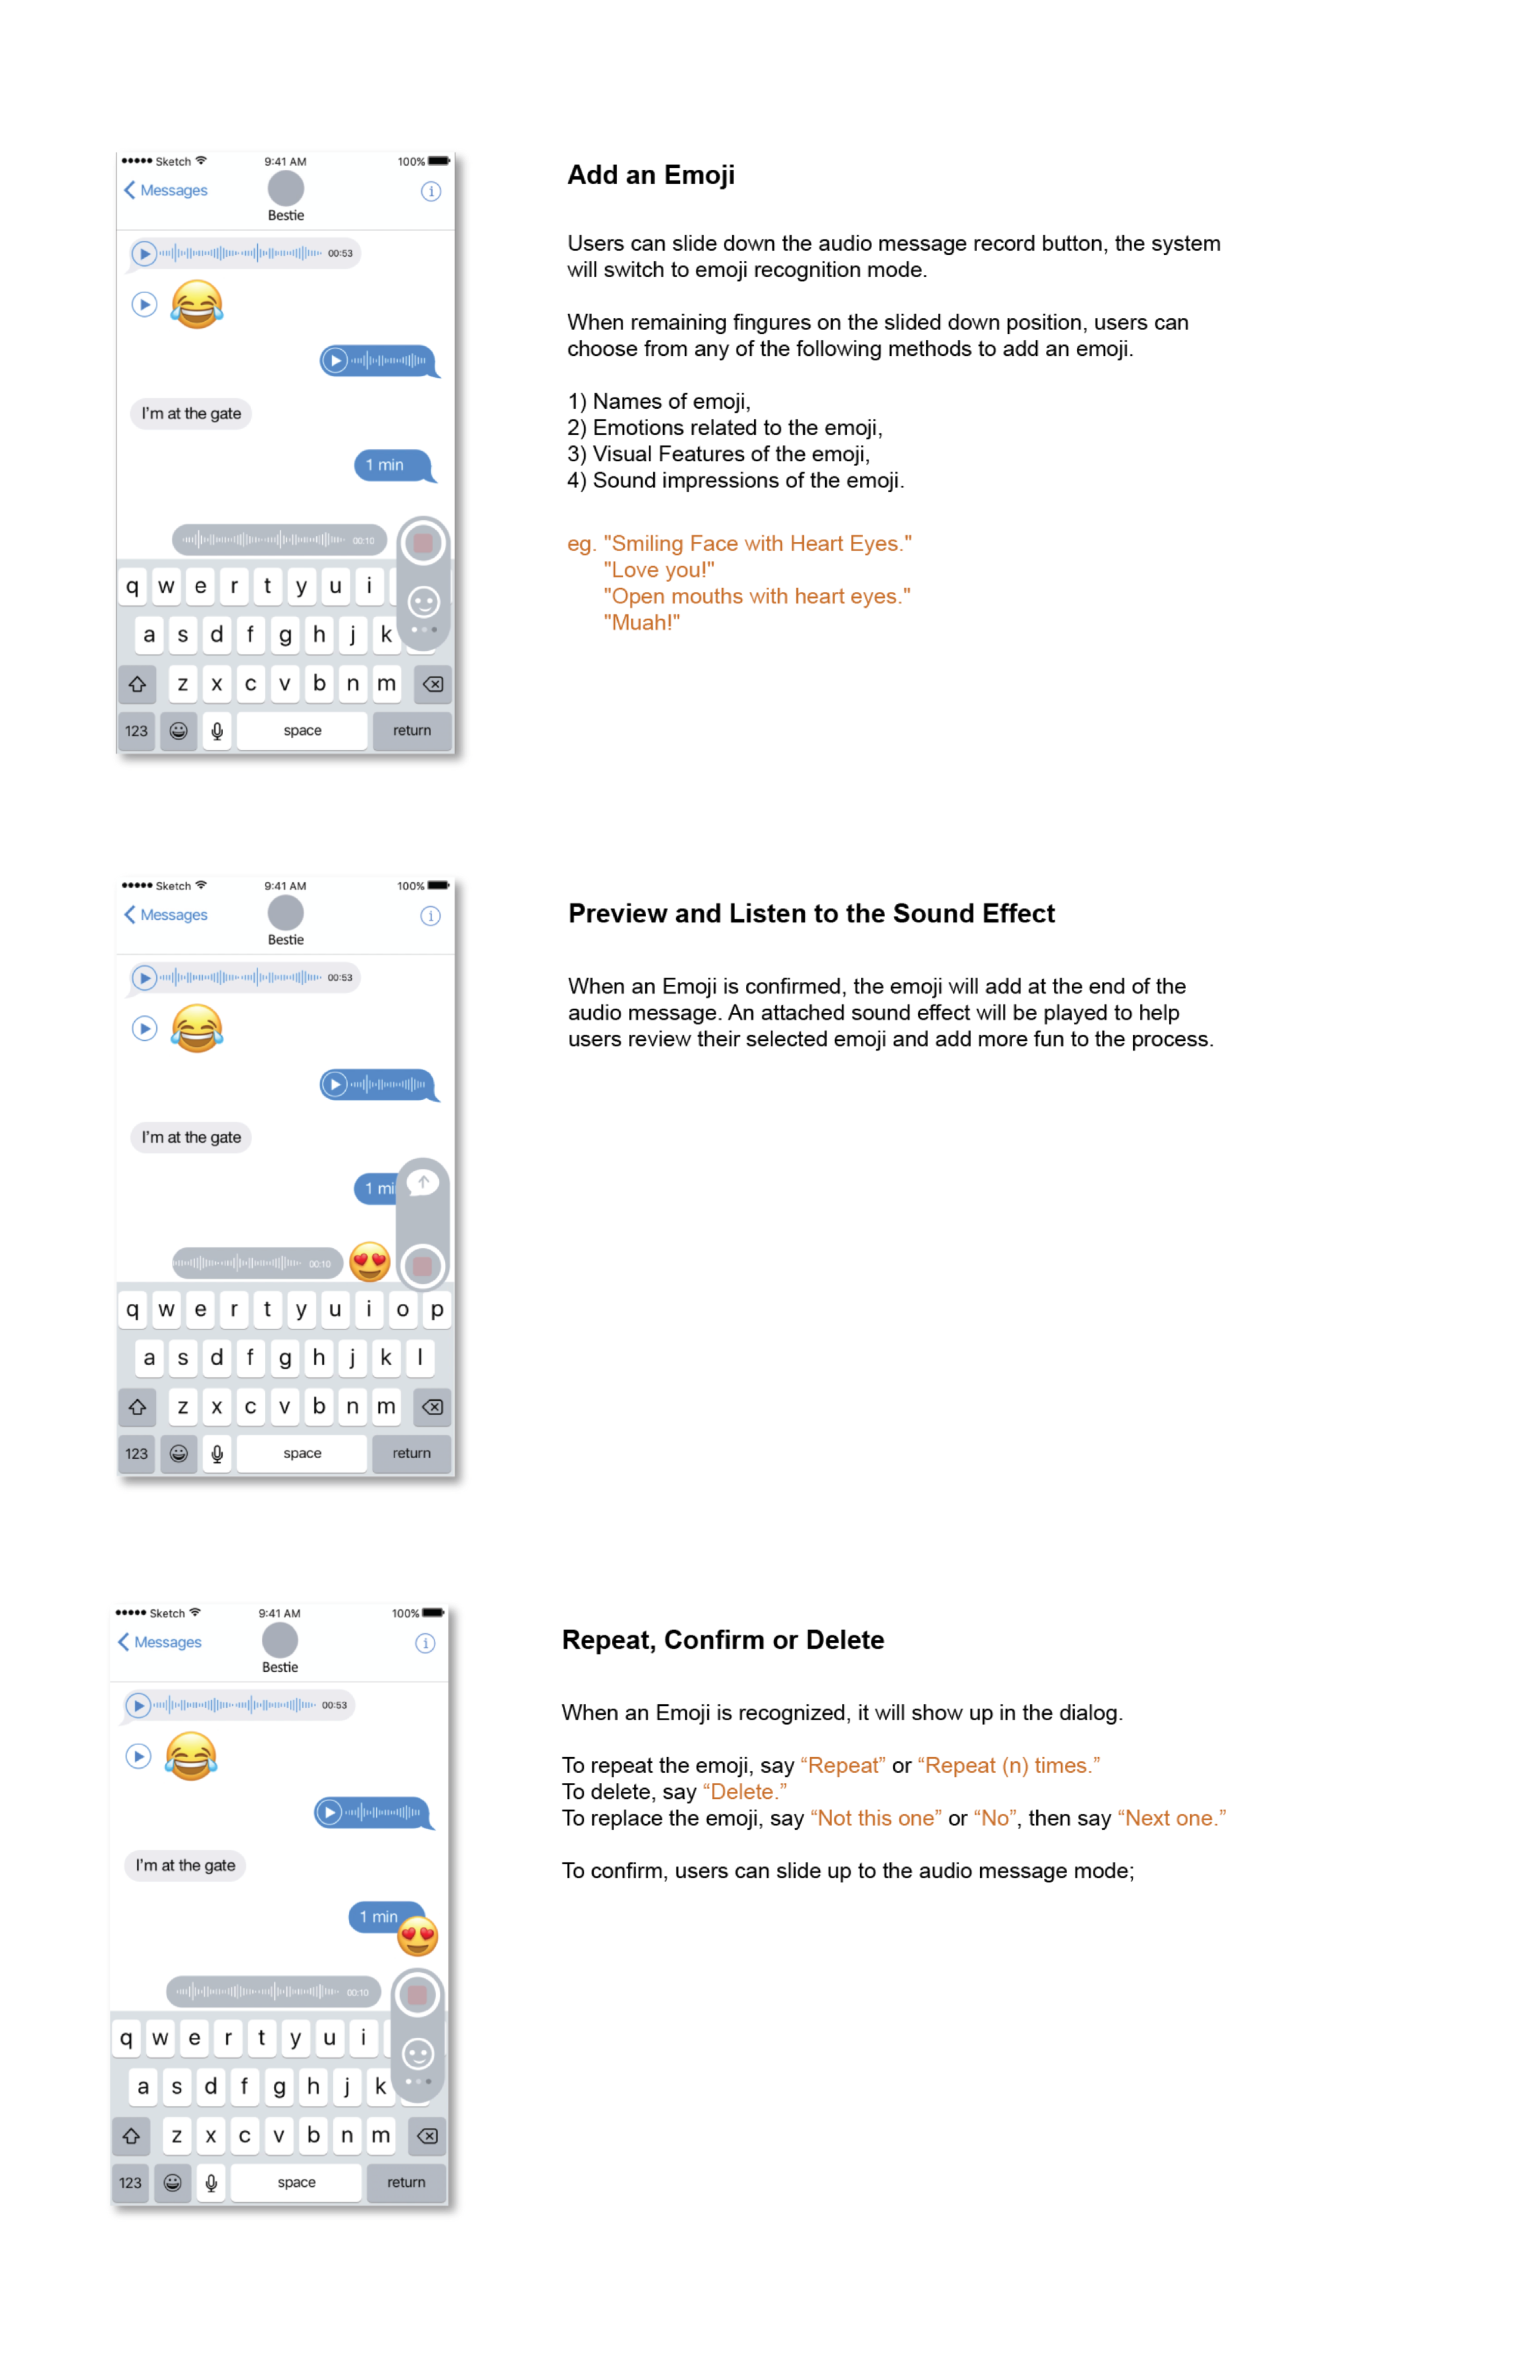 Sketch 9:41 AM 100%
Messages
Bestie
00:53
I'm at the gate
1 min
00:10
q w e r t y u i
a s d f g h j k
z x c v b n m
123 space return
Add an Emoji
Users can slide down the audio message record button, the system
will switch to emoji recognition mode.
When remaining fingures on the slided down position, users can
choose from any of the following methods to add an emoji.
1) Names of emoji,
2) Emotions related to the emoji,
3) Visual Features of the emoji,
4) Sound impressions of the emoji.
eg. "Smiling Face with Heart Eyes."
"Love you!"
"Open mouths with heart eyes."
"Muah!"
Sketch 9:41 AM 100%
Messages
Bestie
00:53
I'm at the gate
1 mi
00:10
q w e r t y u i o p
a s d f g h j k l
z x c v b n m
123 space return
Preview and Listen to the Sound Effect
When an Emoji is confirmed, the emoji will add at the end of the
audio message. An attached sound effect will be played to help
users review their selected emoji and add more fun to the process.
Sketch 9:41 AM 100%
Messages
Bestie
00:53
I'm at the gate
1 min
00:10
q w e r t y u i
a s d f g h j k
z x c v b n m
123 space return
Repeat, Confirm or Delete
When an Emoji is recognized, it will show up in the dialog.
To repeat the emoji, say “Repeat” or “Repeat (n) times.”
To delete, say “Delete.”
To replace the emoji, say “Not this one” or “No”, then say “Next one.”
To confirm, users can slide up to the audio message mode;